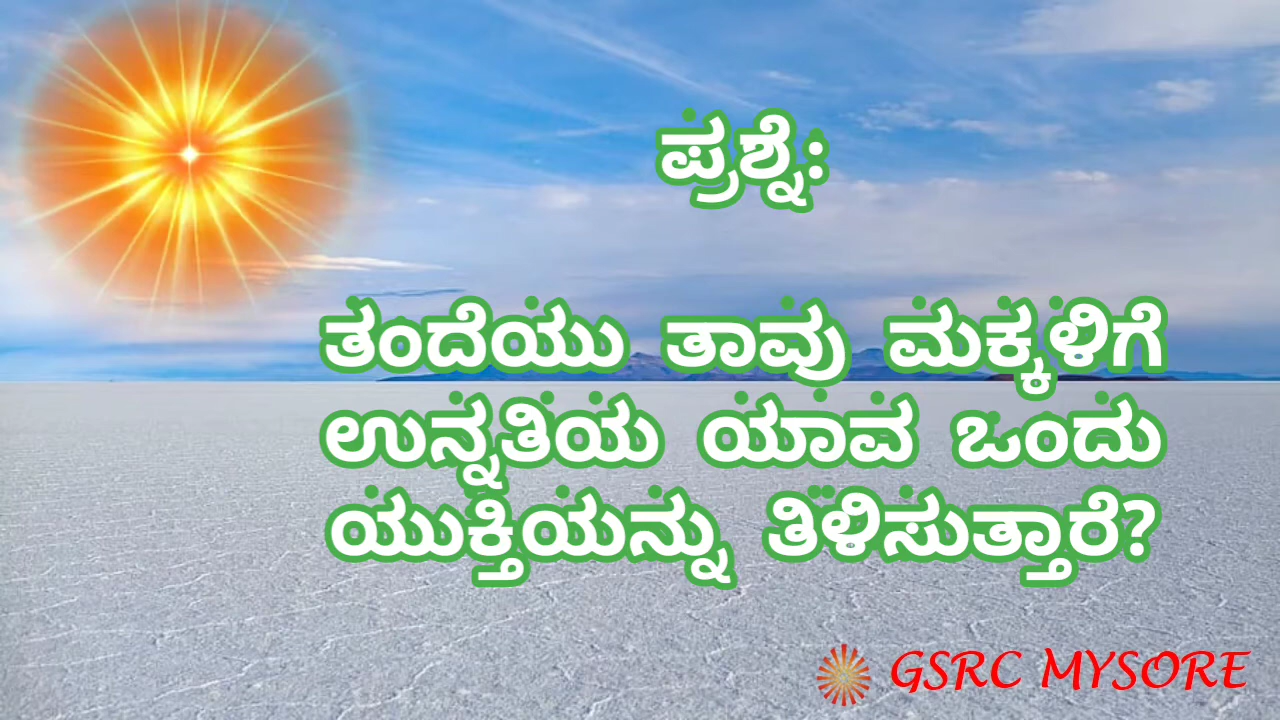 ಪ್ರಶ್ನೆ:
ತಂದೆಯು ತಾವು ಮಕ್ಕಳಿಗೆ
ಉನ್ನತಿಯ ಯಾವ ಒಂದು
ಯುಕ್ತಿಯನ್ನು ತಿಳಿಸುತ್ತಾರೆ?
GSRC MYSORE